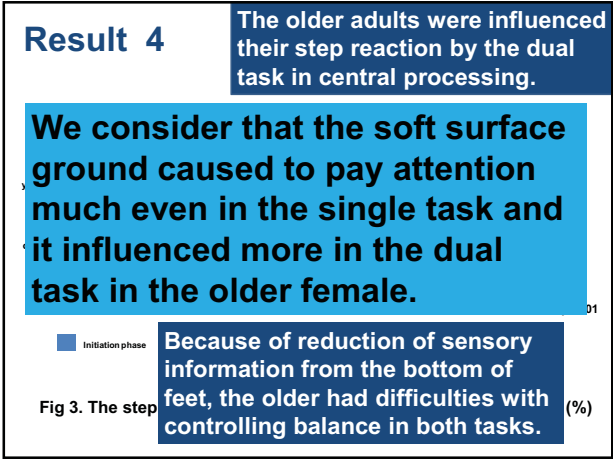 Result 4
The older adults were influenced
their step reaction by the dual
task in central processing.
We consider that the soft surface
ground caused to pay attention
much even in the single task and
it influenced more in the dual
task in the older female.
01
Initiation phase
Because of reduction of sensory
information from the bottom of
feet, the older had difficulties with
controlling balance in both tasks.
Fig 3. The step
(%)